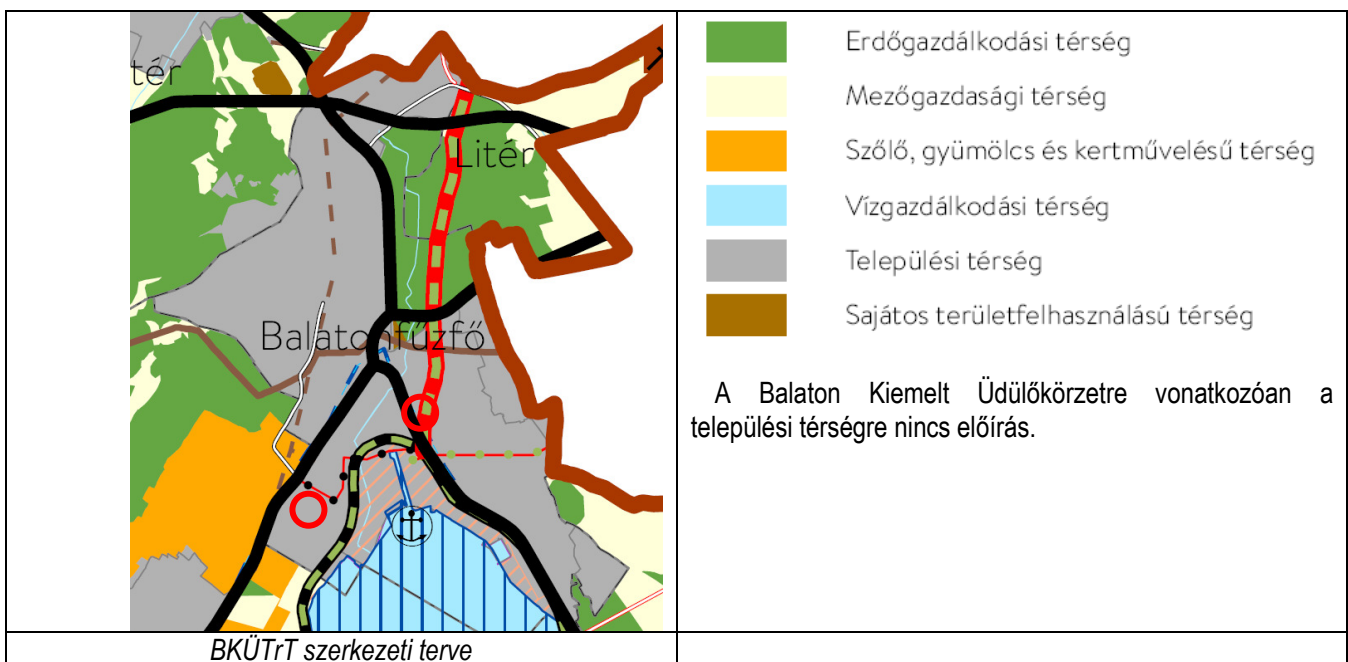 tér
Litér
Balatonfűzfő
Erdőgazdálkodási térség
Mezőgazdasági térség
Szőlő, gyümölcs és kertművelésű térség
Vízgazdálkodási térség
Települési térség
Sajátos területfelhasználású térség
A Balaton Kiemelt Üdülőkörzetre vonatkozóan a
települési térségre nincs előírás.
BKÜTrT szerkezeti terve